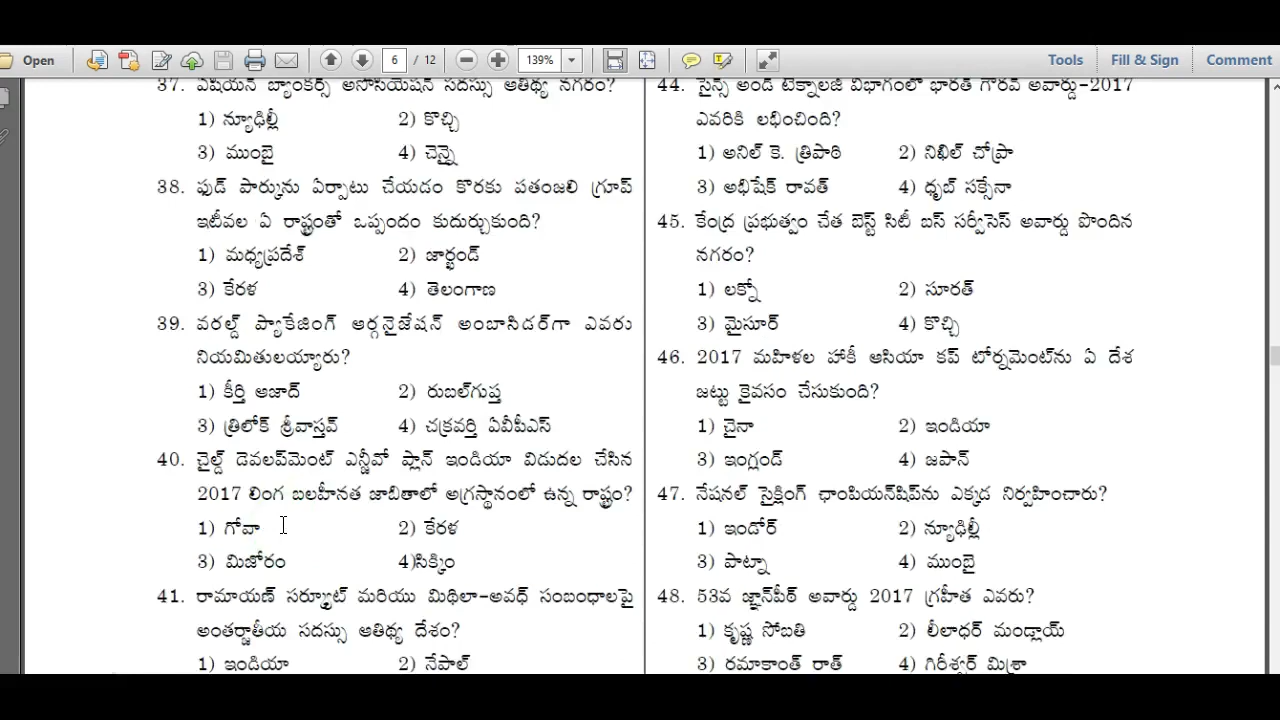 Open
6 / 12
139%
Tools
Fill & Sign
Comment
37. ఏషియన్ బ్యాంకర్స్ అసోసియేషన్ సదస్సు ఆతిథ్య నగరం?
1) న్యూఢిల్లీ 2) కొచ్చి
3) ముంబై 4) చెన్నై
38. ఫుడ్ పార్కును ఏర్పాటు చేయడం కొరకు పతంజలి గ్రూప్
ఇటీవల ఏ రాష్ట్రంతో ఒప్పందం కుదుర్చుకుంది?
1) మధ్యప్రదేశ్ 2) జార్ఖండ్
3) కేరళ 4) తెలంగాణ
39. వరల్డ్ ప్యాకేజింగ్ ఆర్గనైజేషన్ అంబాసిడర్‌గా ఎవరు
నియమితులయ్యారు?
1) కీర్తి ఆజాద్ 2) రుబల్‌గుప్త
3) త్రిలోక్ శ్రీవాస్తవ్ 4) చక్రవర్తి ఏవీపీఎస్
40. చైల్డ్ డెవలప్‌మెంట్ ఎన్జీవో ప్లాన్ ఇండియా విడుదల చేసిన
2017 లింగ బలహీనత జాబితాలో అగ్రస్థానంలో ఉన్న రాష్ట్రం?
1) గోవా 2) కేరళ
3) మిజోరం 4)సిక్కిం
41. రామాయణ్ సర్క్యూట్ మరియు మిథిలా-అవధ్ సంబంధాలపై
అంతర్జాతీయ సదస్సు ఆతిథ్య దేశం?
1) ఇండియా 2) నేపాల్
44. సైన్స్ అండ్ టెక్నాలజీ విభాగంలో భారత్ గౌరవ్ అవార్డు-2017
ఎవరికి లభించింది?
1) అనిల్ కె. త్రిపాఠి 2) నిఖిల్ చోప్రా
3) అభిషేక్ రావత్ 4) ధృబ్ సక్సేనా
45. కేంద్ర ప్రభుత్వం చేత బెస్ట్ సిటీ బస్ సర్వీసెస్ అవార్డు పొందిన
నగరం?
1) లక్నో 2) సూరత్
3) మైసూర్ 4) కొచ్చి
46. 2017 మహిళల హాకీ ఆసియా కప్ టోర్నమెంట్‌ను ఏ దేశ
జట్టు కైవసం చేసుకుంది?
1) చైనా 2) ఇండియా
3) ఇంగ్లండ్ 4) జపాన్
47. నేషనల్ సైక్లింగ్ ఛాంపియన్‌షిప్‌ను ఎక్కడ నిర్వహించారు?
1) ఇండోర్ 2) న్యూఢిల్లీ
3) పాట్నా 4) ముంబై
48. 53వ జ్ఞాన్‌పీఠ్ అవార్డు 2017 గ్రహీత ఎవరు?
1) కృష్ణ సోబతి 2) లీలాధర్ మండ్లాయ్
3) రమాకాంత్ రాత్ 4) గిరీశ్వర్ మిశ్రా